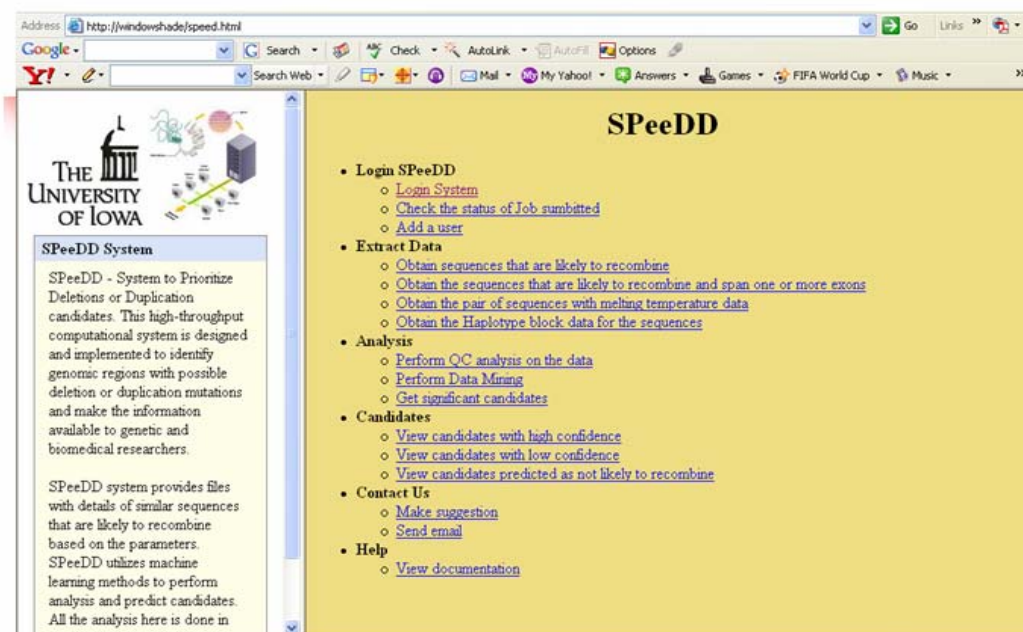 Address http://windowshade/speed.html Go Links »
Google Search Check AutoLink AutoFill Options
Y! Search Web Mail My Yahoo! Answers Games FIFA World Cup Music »
THE
UNIVERSITY
OF IOWA
SPeeDD System
SPeeDD - System to Prioritize
Deletions or Duplication
candidates. This high-throughput
computational system is designed
and implemented to identify
genomic regions with possible
deletion or duplication mutations
and make the information
available to genetic and
biomedical researchers.
SPeeDD system provides files
with details of similar sequences
that are likely to recombine
based on the parameters.
SPeeDD utilizes machine
learning methods to perform
analysis and predict candidates.
All the analysis here is done in
SPeeDD
• Login SPeeDD
o Login System
o Check the status of Job sumbitted
o Add a user
• Extract Data
o Obtain sequences that are likely to recombine
o Obtain the sequences that are likely to recombine and span one or more exons
o Obtain the pair of sequences with melting temperature data
o Obtain the Haplotype block data for the sequences
• Analysis
o Perform QC analysis on the data
o Perform Data Mining
o Get significant candidates
• Candidates
o View candidates with high confidence
o View candidates with low confidence
o View candidates predicted as not likely to recombine
• Contact Us
o Make suggestion
o Send email
• Help
o View documentation